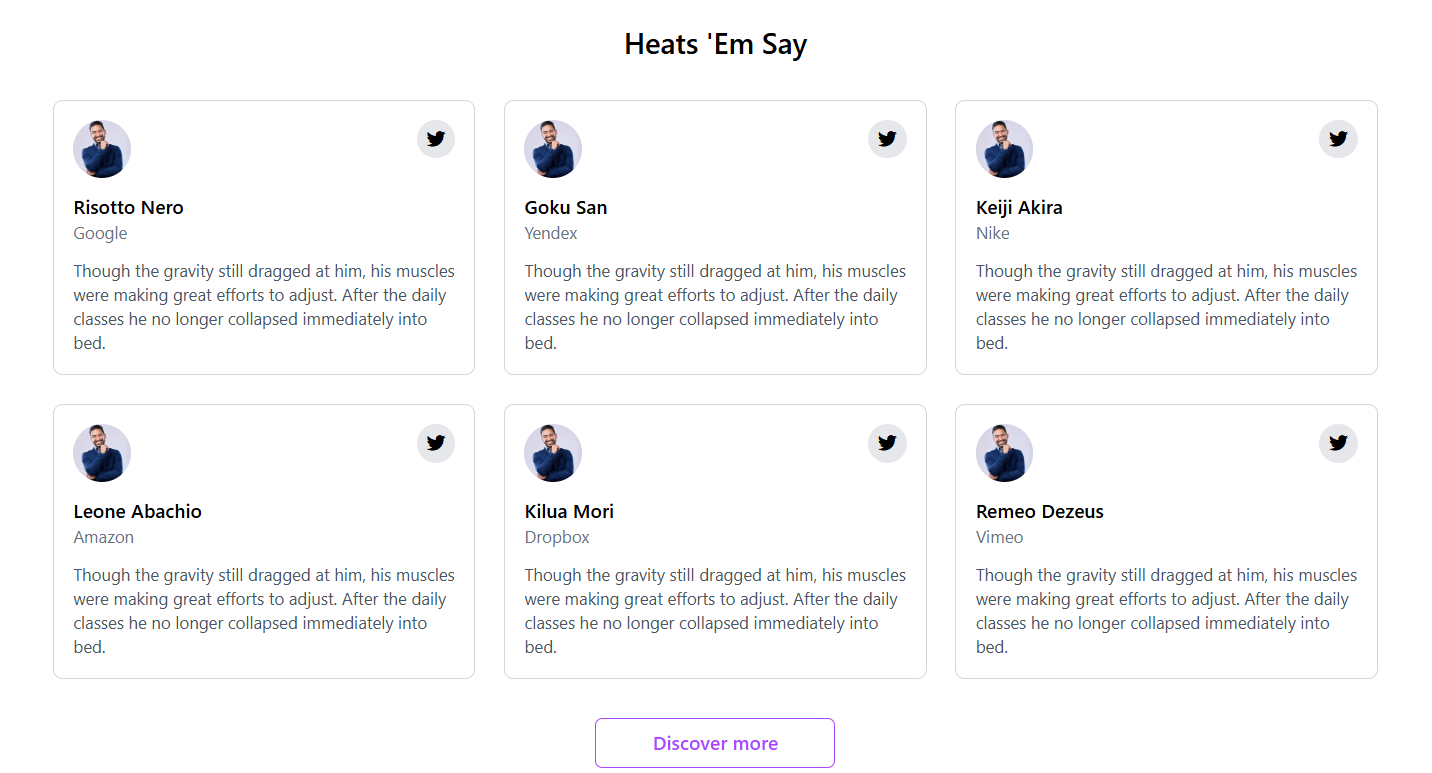 Heats 'Em Say
Risotto Nero
Google
Though the gravity still dragged at him, his muscles
were making great efforts to adjust. After the daily
classes he no longer collapsed immediately into
bed.
Goku San
Yendex
Though the gravity still dragged at him, his muscles
were making great efforts to adjust. After the daily
classes he no longer collapsed immediately into
bed.
Keiji Akira
Nike
Though the gravity still dragged at him, his muscles
were making great efforts to adjust. After the daily
classes he no longer collapsed immediately into
bed.
Leone Abachio
Amazon
Though the gravity still dragged at him, his muscles
were making great efforts to adjust. After the daily
classes he no longer collapsed immediately into
bed.
Kilua Mori
Dropbox
Though the gravity still dragged at him, his muscles
were making great efforts to adjust. After the daily
classes he no longer collapsed immediately into
bed.
Remeo Dezeus
Vimeo
Though the gravity still dragged at him, his muscles
were making great efforts to adjust. After the daily
classes he no longer collapsed immediately into
bed.
Discover more